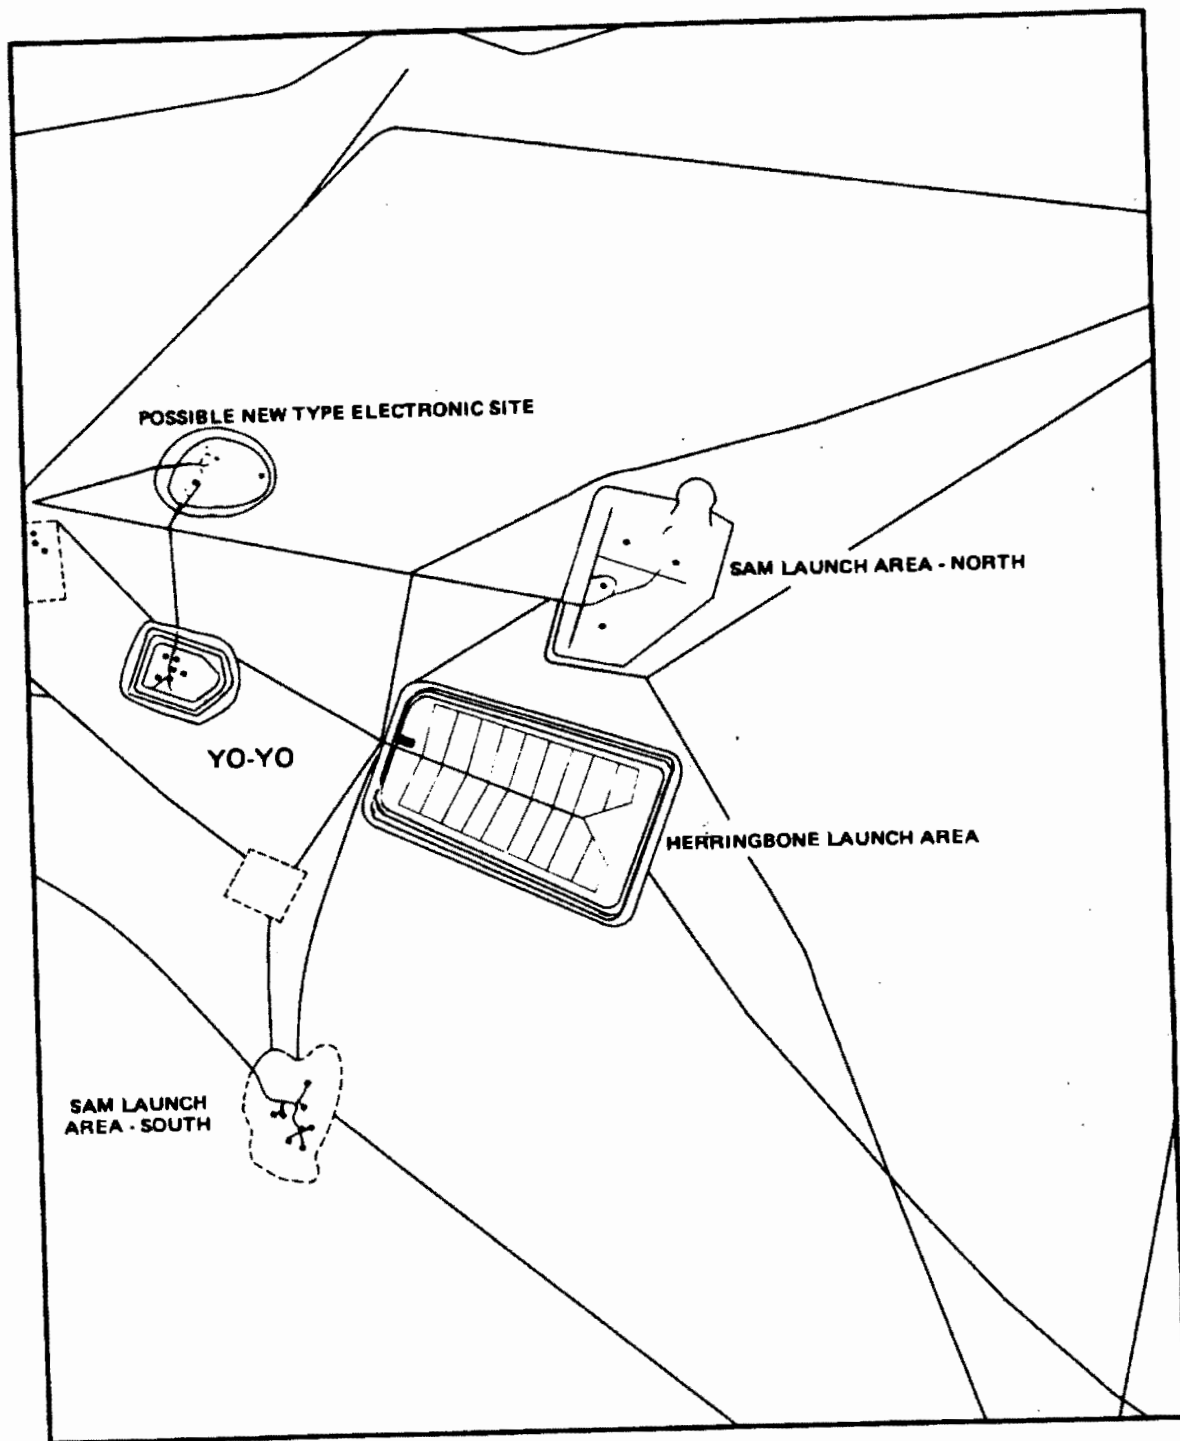 POSSIBLE NEW TYPE ELECTRONIC SITE
SAM LAUNCH AREA - NORTH
YO-YO
HERRINGBONE LAUNCH AREA
SAM LAUNCH
AREA - SOUTH